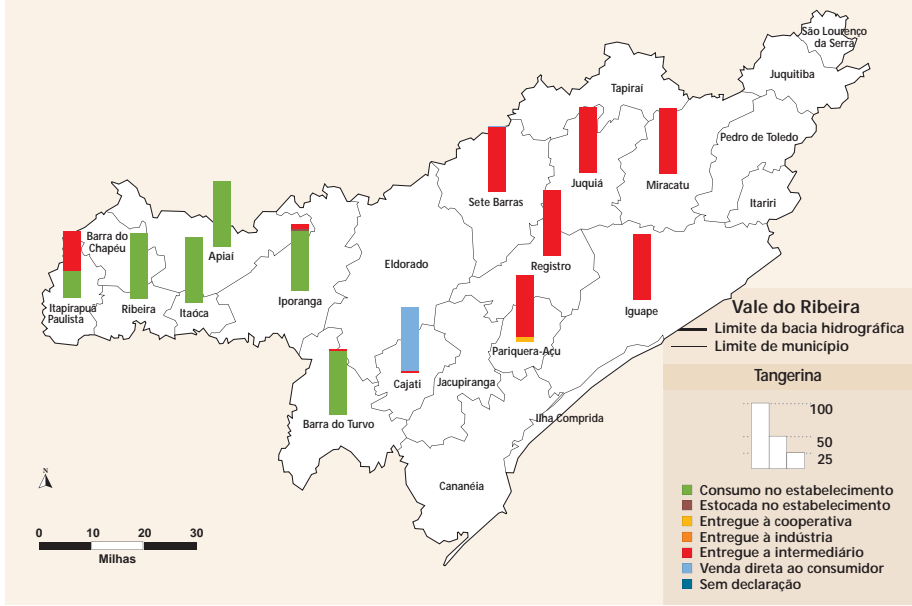 São Lourenço
da Serra
Juquitiba
Tapiraí
Pedro de Toledo
Juquiá
Miracatu
Sete Barras
Itariri
Barra do
Chapéu
Apiaí
Eldorado
Registro
Itapirapuã
Paulista
Ribeira
Itaóca
Iporanga
Iguape
Pariquera-Açu
Cajati
Jacupiranga
Barra do Turvo
Ilha Comprida
Cananéia
N
0 10 20 30
Milhas
Vale do Ribeira
Limite da bacia hidrográfica
Limite de município
Tangerina
100
50
25
Consumo no estabelecimento
Estocada no estabelecimento
Entregue à cooperativa
Entregue à indústria
Entregue a intermediário
Venda direta ao consumidor
Sem declaração